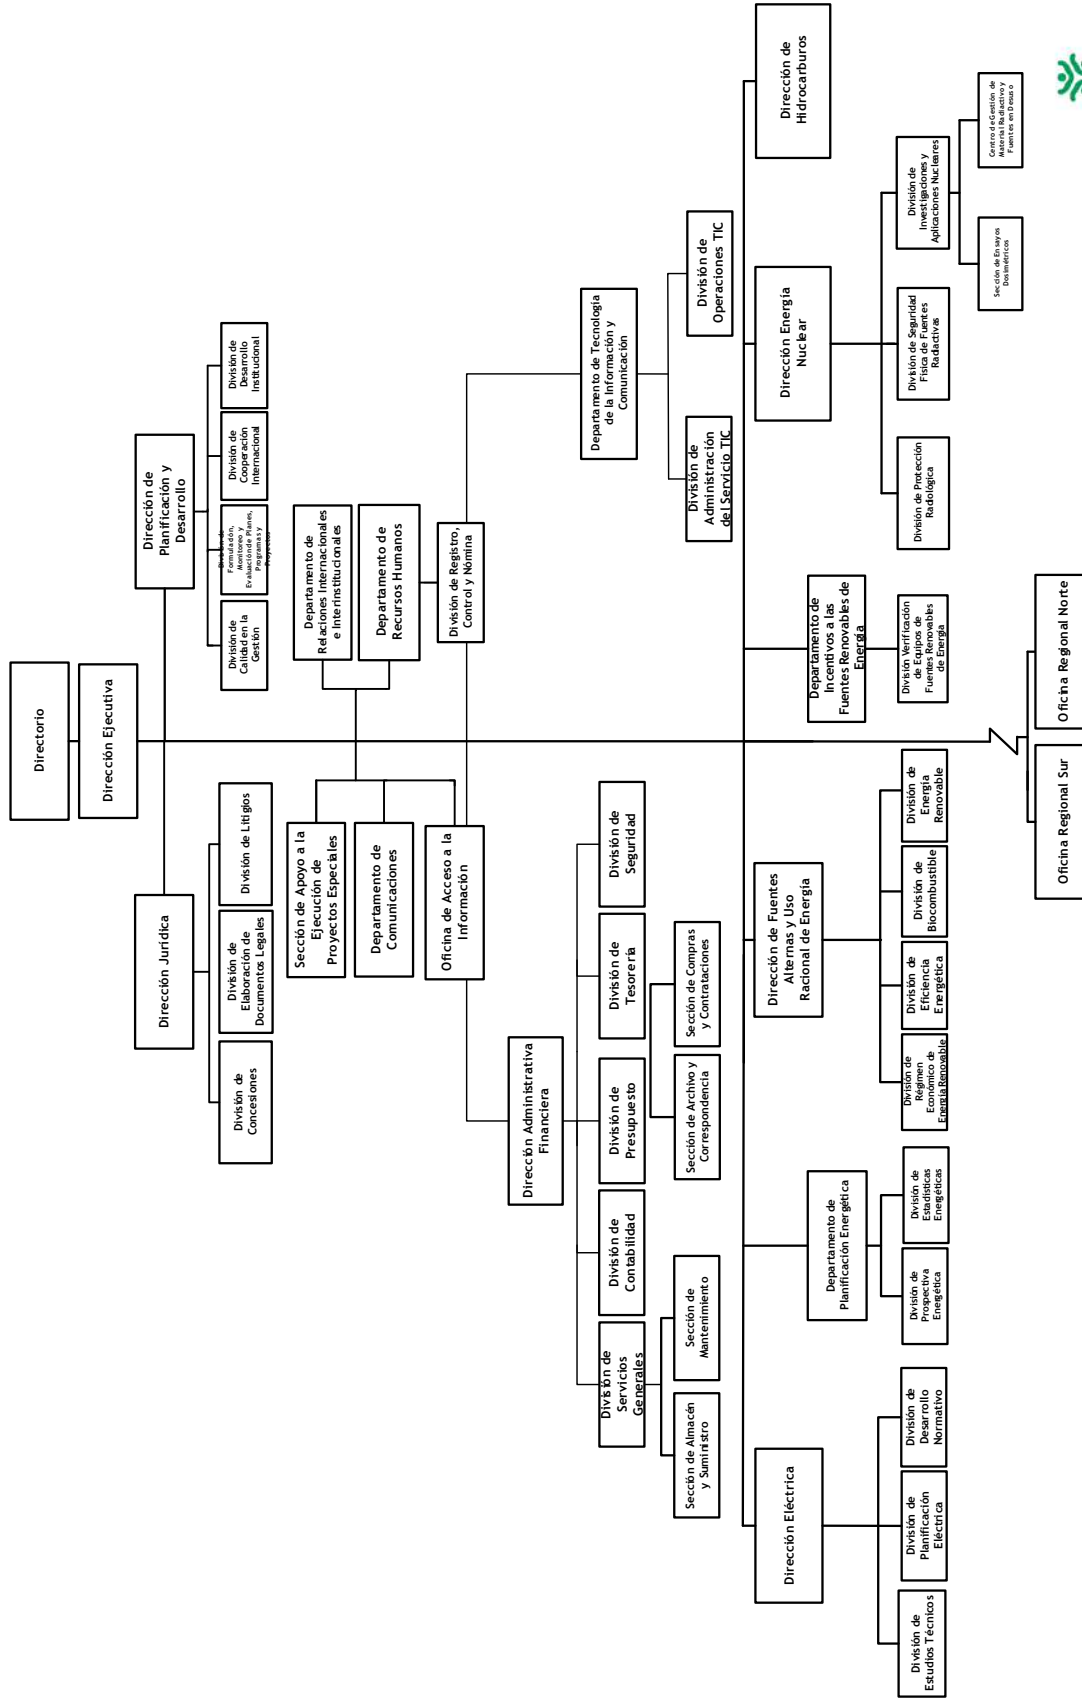 Directorio
Dirección Ejecutiva
Dirección Jurídica
Dirección de
Planificación y
Desarrollo
División de
Concesiones
División de
Elaboración de
Documentos Legales
División de Litigios
División de
Calidad en la
Gestión
División de
Formulación,
Monitoreo y
Evaluación de Planes,
Programas y
Proyectos
División de
Cooperación
Internacional
División de
Desarrollo
Institucional
Sección de Apoyo a la
Ejecución de
Proyectos Especiales
Departamento de
Relaciones Internacionales
e Interinstitucionales
Departamento de
Comunicaciones
Departamento de
Recursos Humanos
Oficina de Acceso a la
Información
División de Registro,
Control y Nómina
Dirección Administrativa
Financiera
Departamento de Tecnología
de la Información y
Comunicación
División de
Servicios
Generales
División de
Contabilidad
División de
Presupuesto
División de
Tesorería
División de
Seguridad
Sección de Almacén
y Suministro
Sección de
Mantenimiento
Sección de Archivo y
Correspondencia
Sección de Compras
y Contrataciones
División de
Administración
del Servicio TIC
División de
Operaciones TIC
Dirección Eléctrica
Departamento de
Planificación Energética
Dirección de Fuentes
Alternas y Uso
Racional de Energía
Departamento de
Incentivos a las
Fuentes Renovables de
Energía
Dirección Energía
Nuclear
Dirección de
Hidrocarburos
División de
Estudios Técnicos
División de
Planificación
Eléctrica
División de
Desarrollo
Normativo
División de
Prospectiva
Energética
División de
Estadísticas
Energéticas
División de
Régimen
Económico de
Energía Renovable
División de
Eficiencia
Energética
División de
Biocombustible
División de
Energía
Renovable
División Verificación
de Equipos de
Fuentes Renovables
de Energía
División de Protección
Radiológica
División de Seguridad
Física de Fuentes
Radiactivas
División de
Investigaciones y
Aplicaciones Nucleares
Sección de Ensayos
Dosimétricos
Centro de Gestión de
Material Radiactivo y
Fuentes en Desuso
Oficina Regional Sur
Oficina Regional Norte